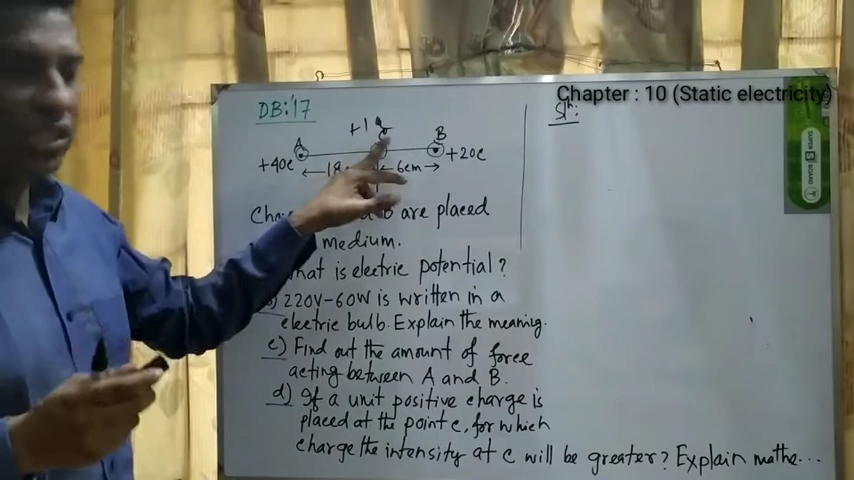 DB:'17
Chapter: 10 (Static electricity)
Solⁿ:
+1 C
A B
+40C +20C
6cm
are placed
medium.
what is electric potential?
b) 220V-60W is written in a
electric bulb. Explain the meaning.
c) Find out the amount of force
acting between A and B.
d) If a unit positive charge is
placed at the point C, for which
charge the intensity at C will be greater? Explain mathe...